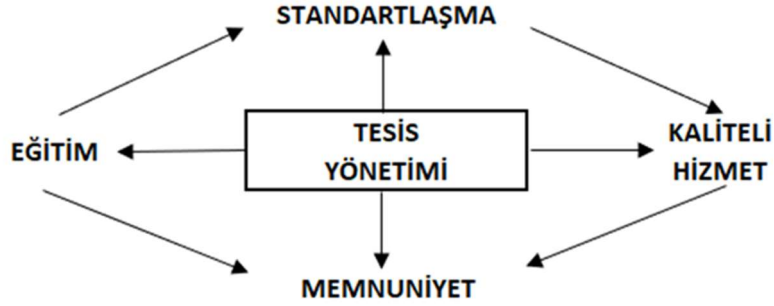 STANDARTLAŞMA
EĞİTİM
TESİS
YÖNETİMİ
KALİTELİ
HİZMET
MEMNUNİYET